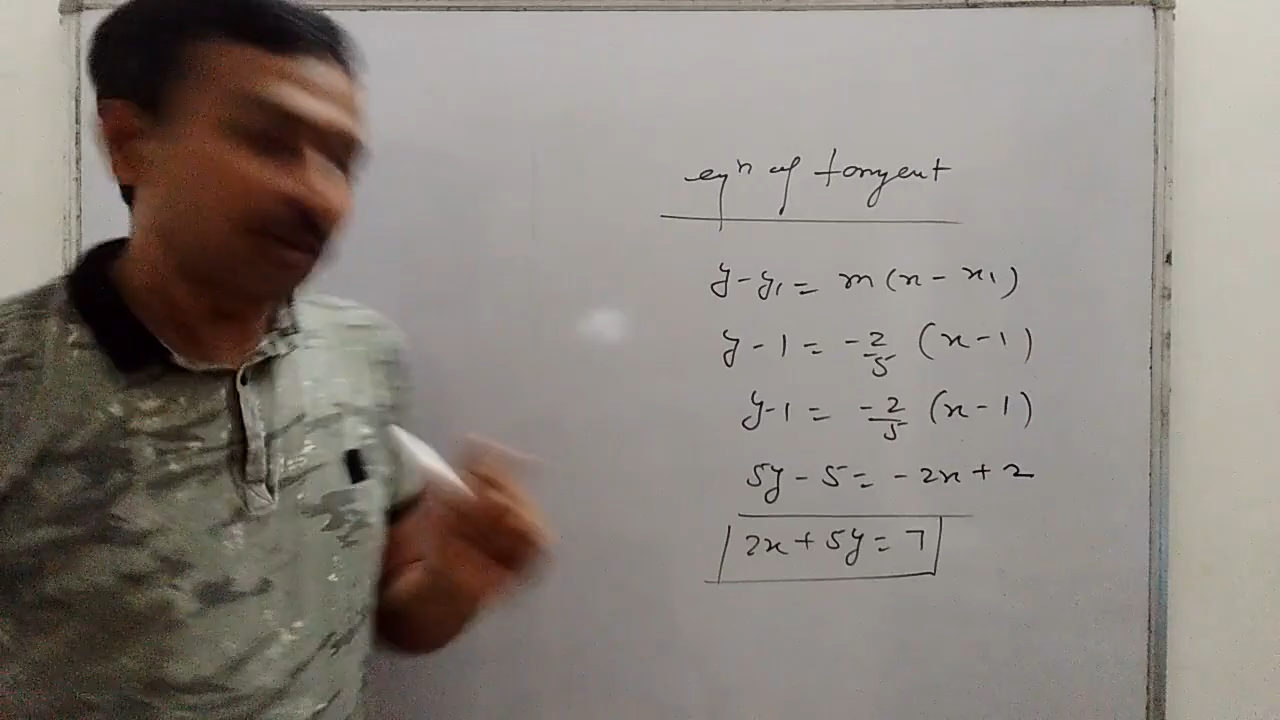 eqⁿ of tangent
y - y₁ = m (x - x₁)
y - 1 = -2/5 (x - 1)
y - 1 = -2/5 (x - 1)
5y - 5 = -2x + 2
2x + 5y = 7